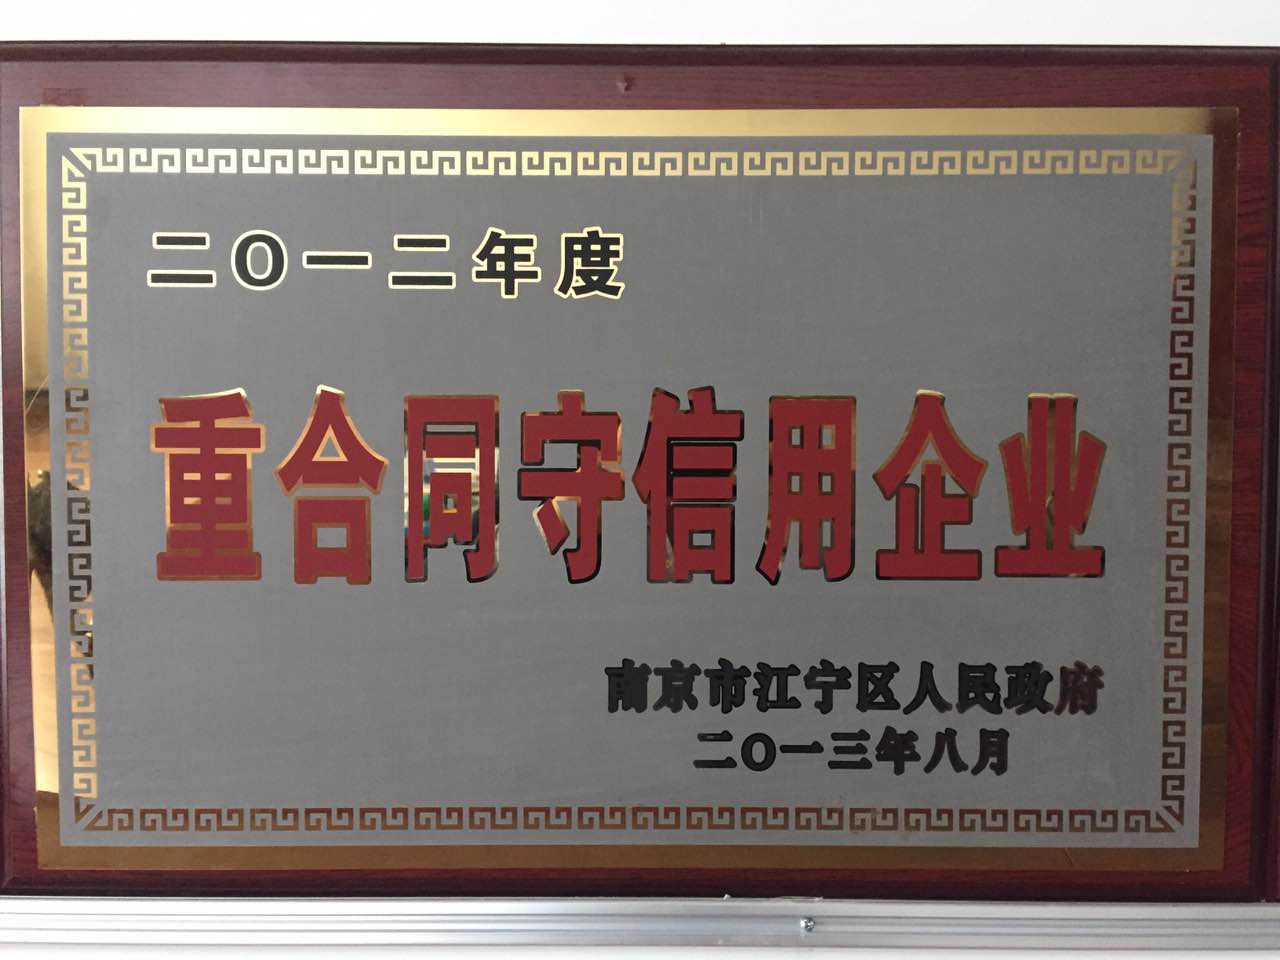 二〇一二年度
重合同守信用企业
南京市江宁区人民政府
二〇一三年八月